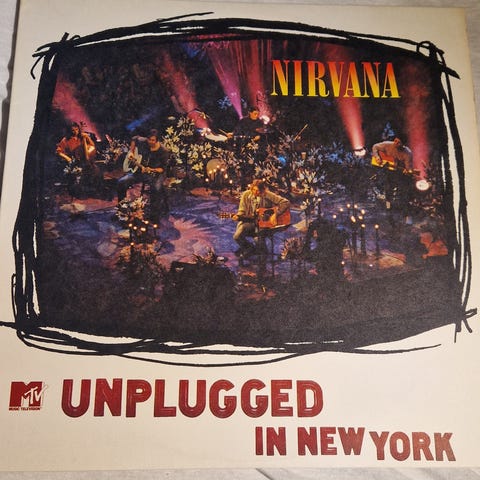 NIRVANA
MTV
MUSIC TELEVISION
UNPLUGGED
IN NEW YORK